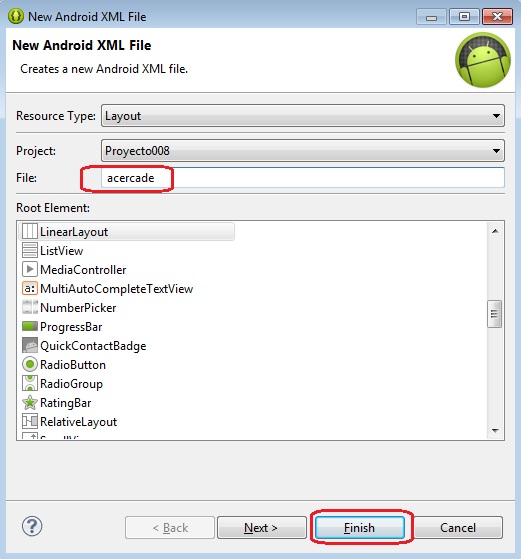 New Android XML File
New Android XML File
Creates a new Android XML file.
Resource Type: Layout
Project: Proyecto008
File: acercade
Root Element:
LinearLayout
ListView
MediaController
a: MultiAutoCompleteTextView
NumberPicker
ProgressBar
QuickContactBadge
RadioButton
RadioGroup
RatingBar
RelativeLayout
? < Back Next > Finish Cancel